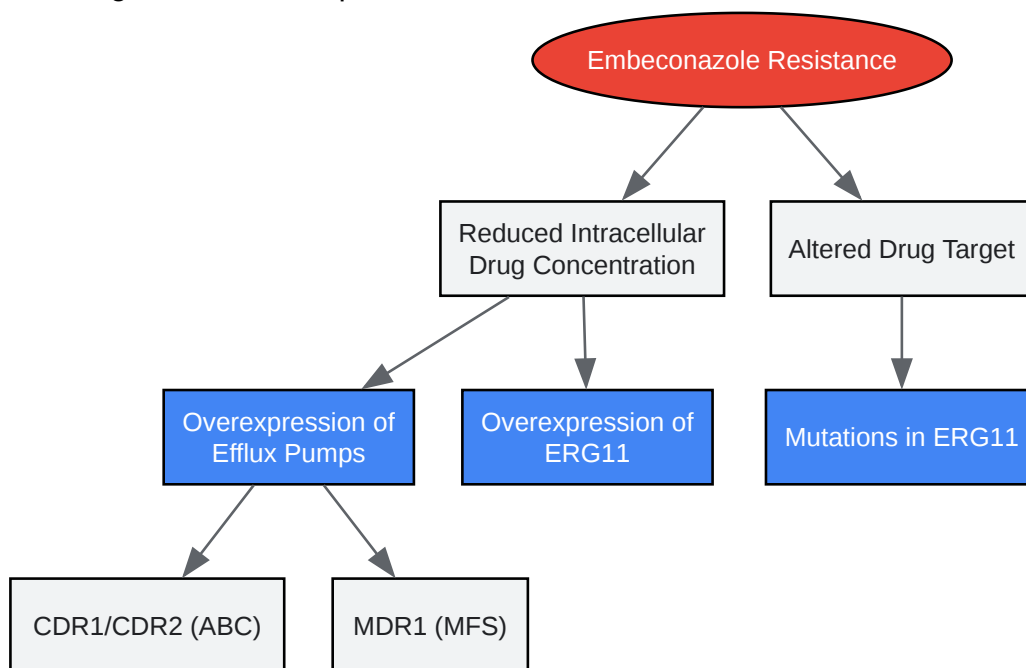 Embeconazole Resistance
Reduced Intracellular
Drug Concentration
Altered Drug Target
Overexpression of
Efflux Pumps
Overexpression of
ERG11
Mutations in ERG11
CDR1/CDR2 (ABC)
MDR1 (MFS)